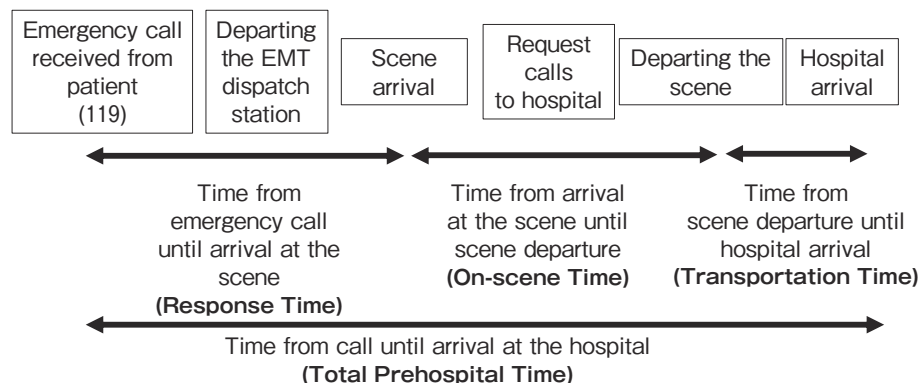 Emergency call
received from
patient
(119)
Departing
the EMT
dispatch
station
Scene
arrival
Request
calls
to hospital
Departing the
scene
Hospital
arrival
Time from
emergency call
until arrival at the
scene
(Response Time)
Time from arrival
at the scene until
scene departure
(On-scene Time)
Time from
scene departure until
hospital arrival
(Transportation Time)
Time from call until arrival at the hospital
(Total Prehospital Time)